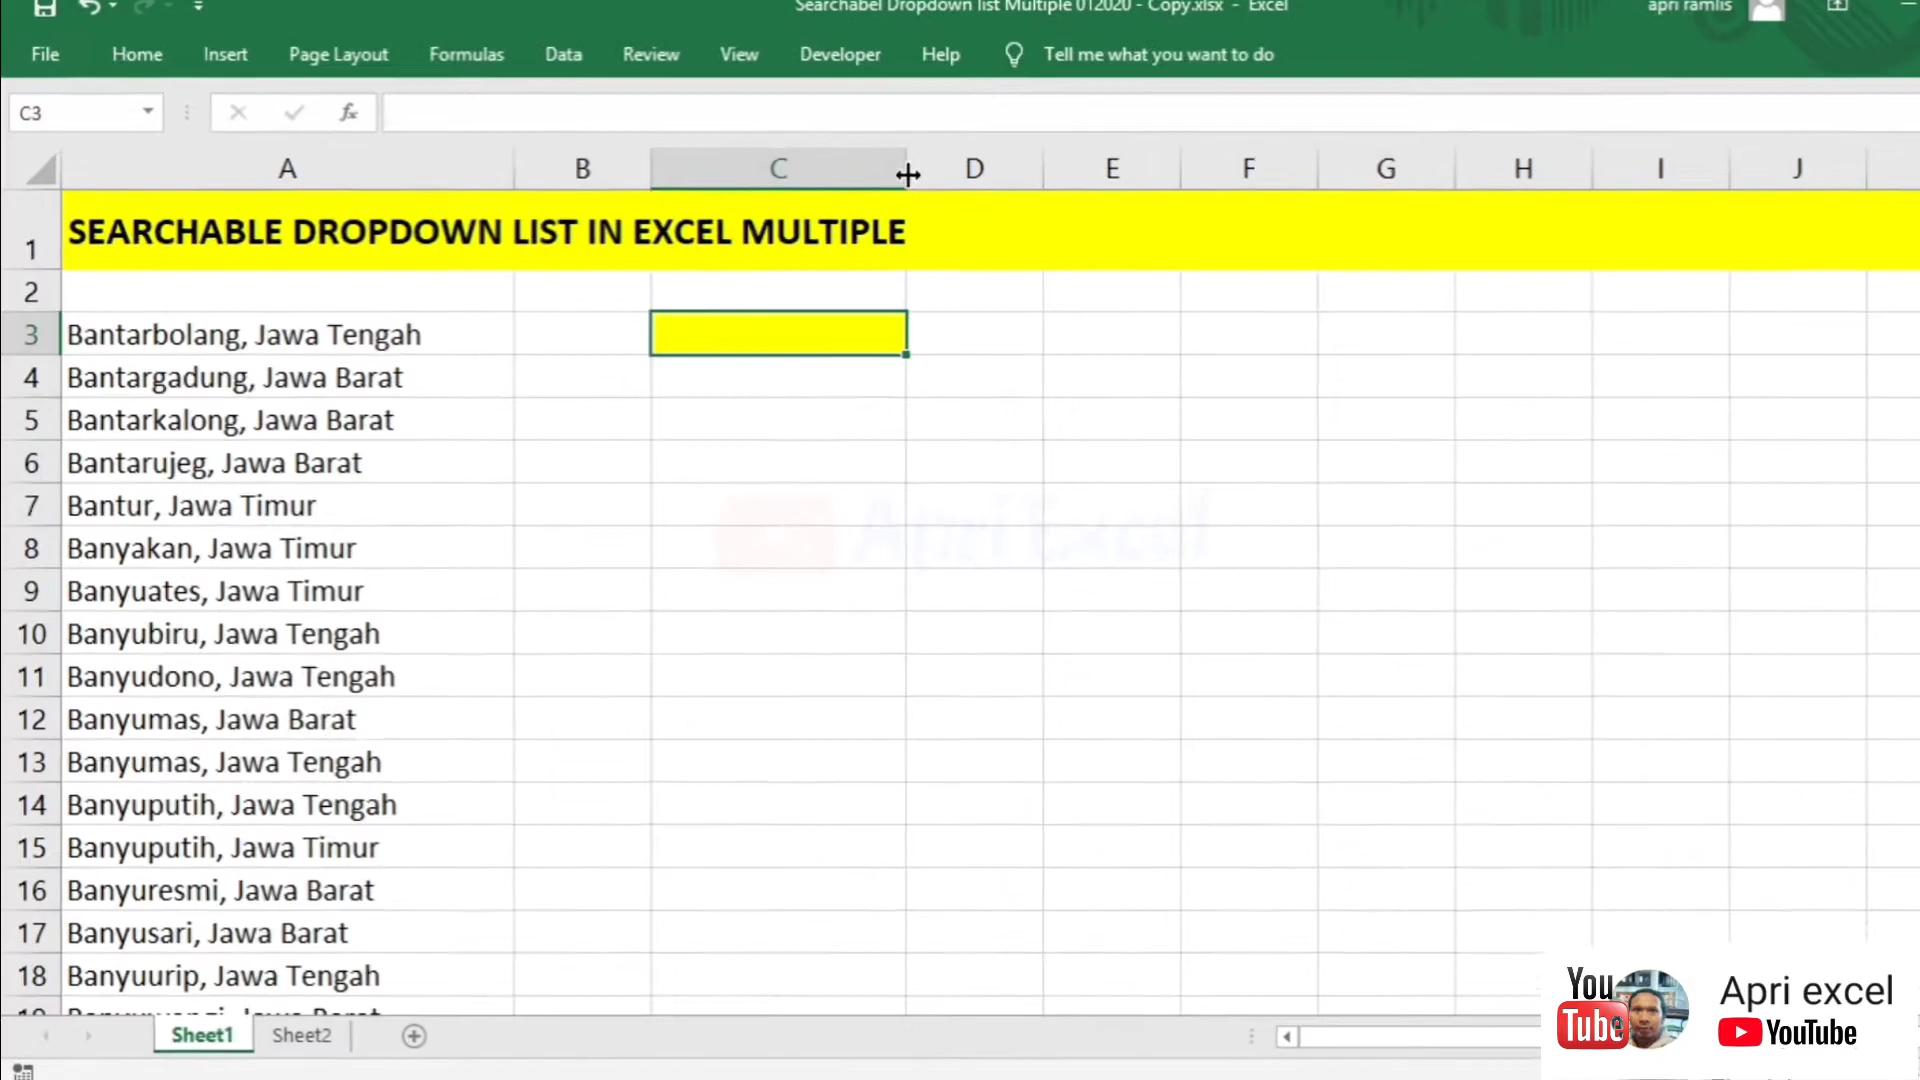 Searchabel Dropdown list Multiple 012020 - Copy.xlsx - Excel
apri ramlis
File Home Insert Page Layout Formulas Data Review View Developer Help Tell me what you want to do
C3 fx
A B C D E F G H I J
1 SEARCHABLE DROPDOWN LIST IN EXCEL MULTIPLE
2
3 Bantarbolang, Jawa Tengah
4 Bantargadung, Jawa Barat
5 Bantarkalong, Jawa Barat
6 Bantarujeg, Jawa Barat
7 Bantur, Jawa Timur
8 Banyakan, Jawa Timur
9 Banyuates, Jawa Timur
10 Banyubiru, Jawa Tengah
11 Banyudono, Jawa Tengah
12 Banyumas, Jawa Barat
13 Banyumas, Jawa Tengah
14 Banyuputih, Jawa Tengah
15 Banyuputih, Jawa Timur
16 Banyuresmi, Jawa Barat
17 Banyusari, Jawa Barat
18 Banyuurip, Jawa Tengah
Apri Excel
Sheet1 Sheet2
You Tube
Apri excel
YouTube